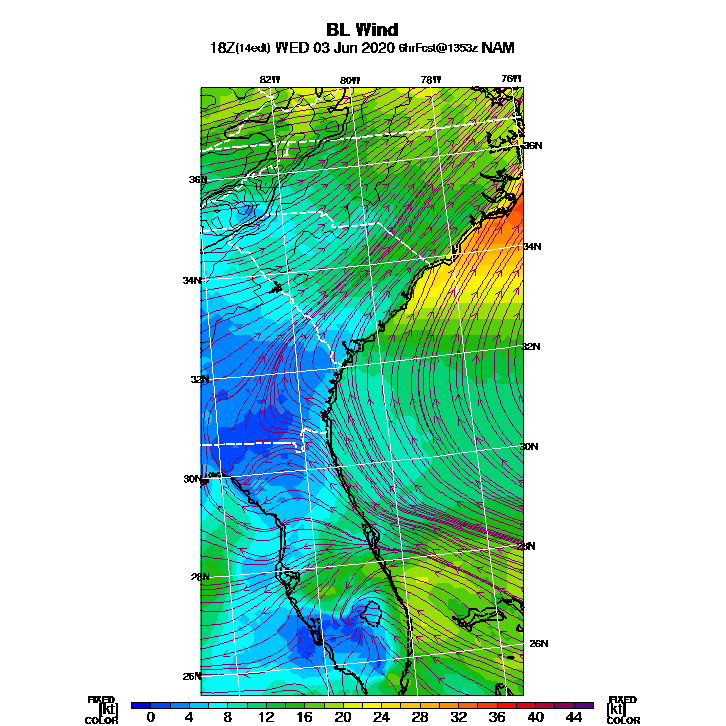 BL Wind
18Z(14edt) WED 03 Jun 2020 6hrFcst@1353z NAM
82W 80W 78W 76W
36N
36N
34N
34N
32N
32N
30N
30N
28N
28N
26N
26N
FIXED FIXED
[kt] 0 4 8 12 16 20 24 28 32 36 40 44 [kt]
COLOR COLOR